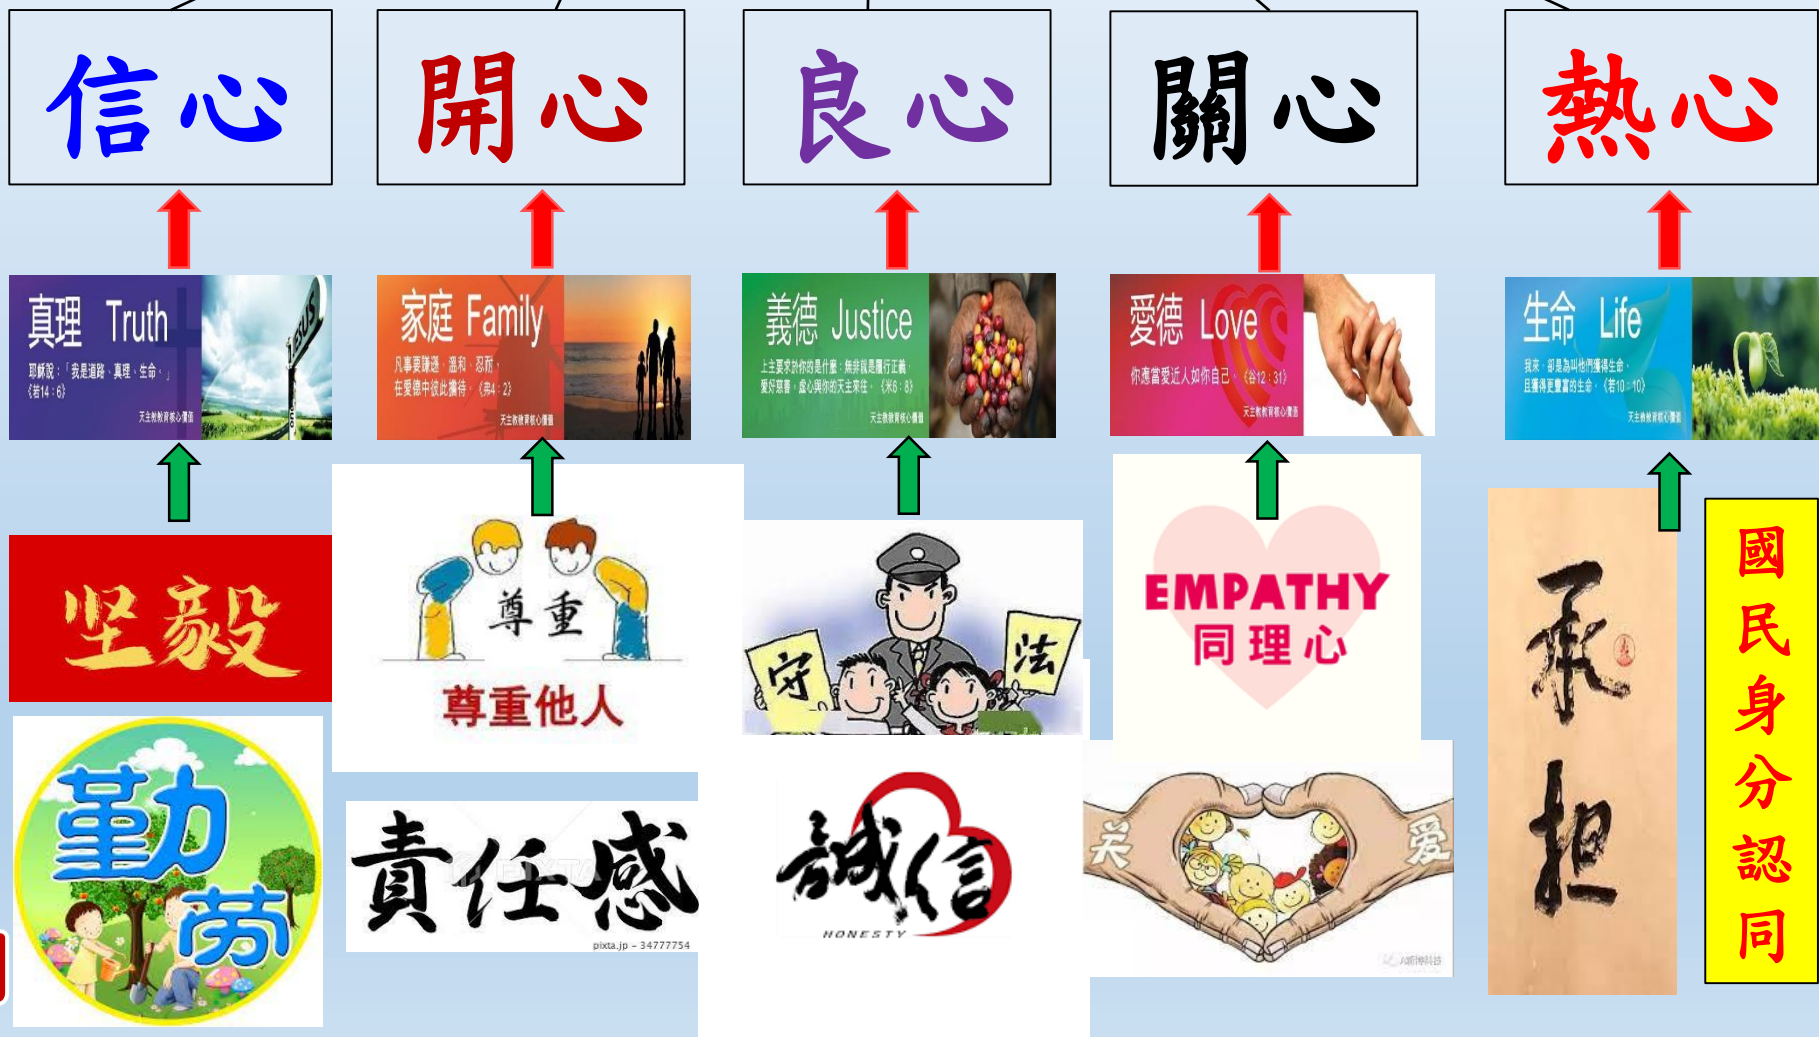 信心
開心
良心
關心
熱心
真理 Truth
耶穌說：「我是道路、真理、生命。」
《若14：6》
天主教教育核心價值
家庭 Family
凡事要謙遜、溫和、忍耐，
在愛德中彼此擔待。《弗4：2》
天主教教育核心價值
義德 Justice
上主要求於你的是什麼：無非就是履行正義、
愛好慈善，虛心與你的天主來往。《米6：8》
天主教教育核心價值
愛德 Love
你應當愛近人如你自己。《谷12：31》
天主教教育核心價值
生命 Life
我來，卻是為叫他們獲得生命，
且獲得更豐富的生命。《若10：10》
天主教教育核心價值
JESUS
坚毅
尊重
尊重他人
守
法
EMPATHY
同理心
承担
國民身分認同
勤劳
責任感
PIXTA
pixta.jp - 34777754
誠信
HONESTY
关
爱